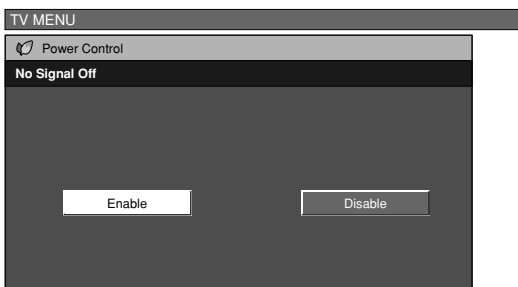 TV MENU
Power Control
No Signal Off
Enable Disable